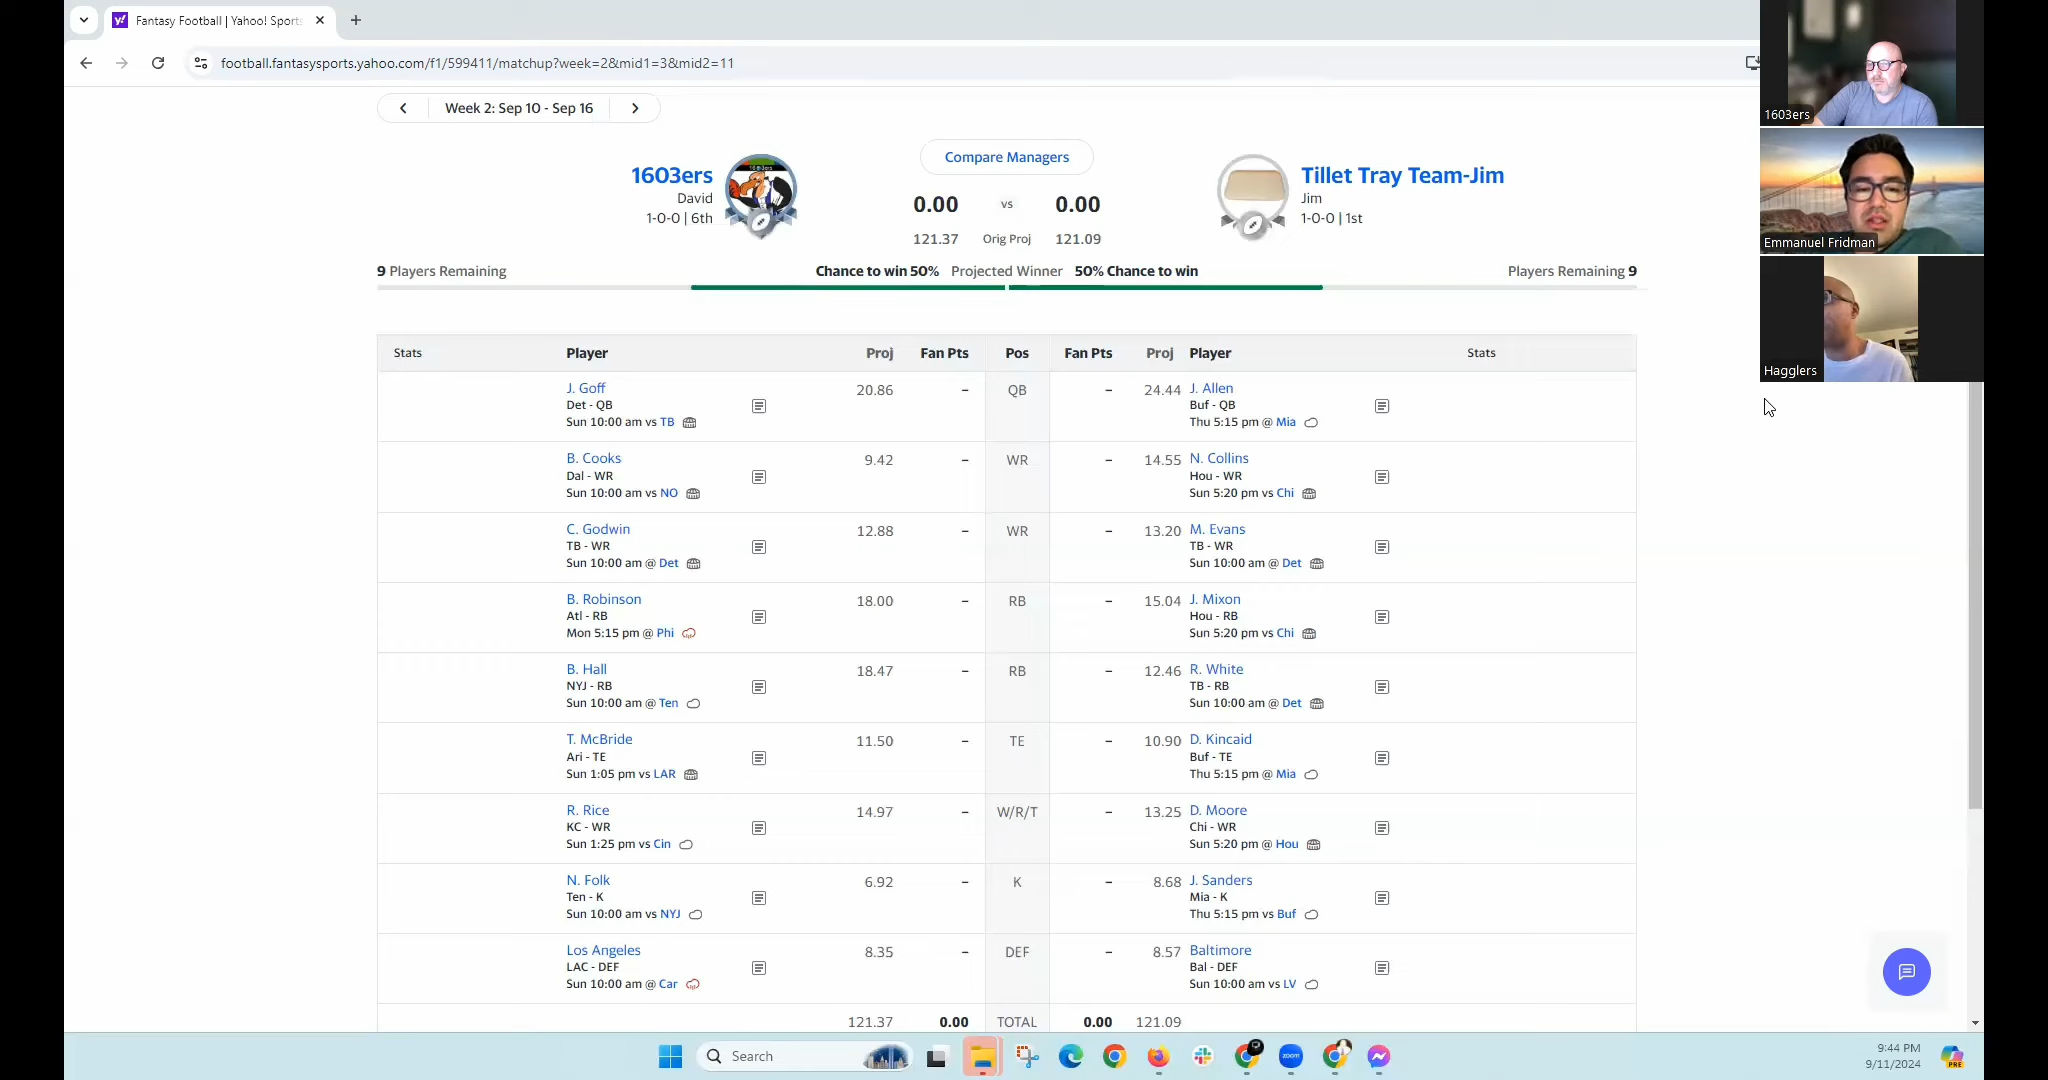 Fantasy Football | Yahoo! Sports
football.fantasysports.yahoo.com/f1/599411/matchup?week=2&mid1=3&mid2=11
Week 2: Sep 10 - Sep 16
Compare Managers
1603ers
David
1-0-0 | 6th
0.00 vs 0.00
121.37 Orig Proj 121.09
Tillet Tray Team-Jim
Jim
1-0-0 | 1st
9 Players Remaining
Chance to win 50% Projected Winner 50% Chance to win
Players Remaining 9
Stats Player Proj Fan Pts Pos Fan Pts Proj Player Stats
J. Goff 20.86 – QB – 24.44 J. Allen
Det - QB Buf - QB
Sun 10:00 am vs TB Thu 5:15 pm @ Mia
B. Cooks 9.42 – WR – 14.55 N. Collins
Dal - WR Hou - WR
Sun 10:00 am vs NO Sun 5:20 pm vs Chi
C. Godwin 12.88 – WR – 13.20 M. Evans
TB - WR TB - WR
Sun 10:00 am @ Det Sun 10:00 am @ Det
B. Robinson 18.00 – RB – 15.04 J. Mixon
Atl - RB Hou - RB
Mon 5:15 pm @ Phi Sun 5:20 pm vs Chi
B. Hall 18.47 – RB – 12.46 R. White
NYJ - RB TB - RB
Sun 10:00 am @ Ten Sun 10:00 am @ Det
T. McBride 11.50 – TE – 10.90 D. Kincaid
Ari - TE Buf - TE
Sun 1:05 pm vs LAR Thu 5:15 pm @ Mia
R. Rice 14.97 – W/R/T – 13.25 D. Moore
KC - WR Chi - WR
Sun 1:25 pm vs Cin Sun 5:20 pm @ Hou
N. Folk 6.92 – K – 8.68 J. Sanders
Ten - K Mia - K
Sun 10:00 am vs NYJ Thu 5:15 pm vs Buf
Los Angeles 8.35 – DEF – 8.57 Baltimore
LAC - DEF Bal - DEF
Sun 10:00 am @ Car Sun 10:00 am vs LV
121.37 0.00 TOTAL 0.00 121.09
1603ers
Emmanuel Fridman
Hagglers
Search
zoom
9:44 PM
9/11/2024
PRE